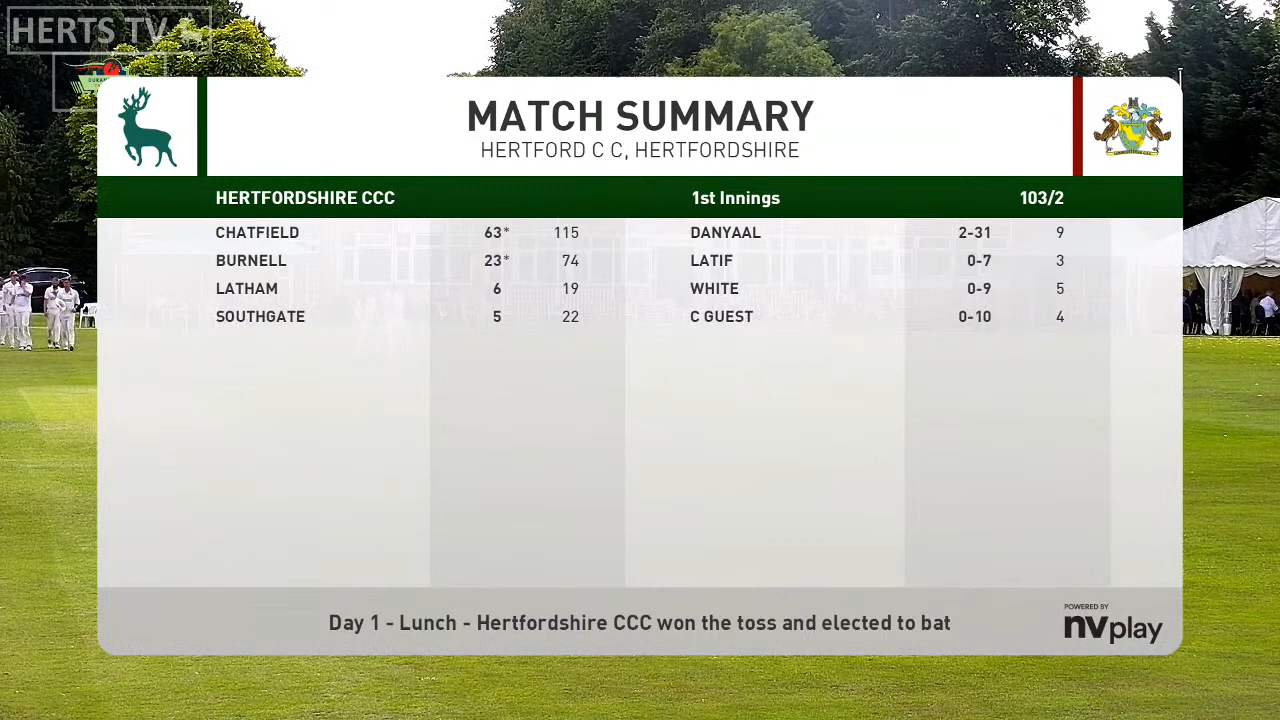 HERTS TV
MATCH SUMMARY
HERTFORD C C, HERTFORDSHIRE
HERTFORDSHIRE CCC 1st Innings 103/2
CHATFIELD 63* 115 DANYAAL 2-31 9
BURNELL 23* 74 LATIF 0-7 3
LATHAM 6 19 WHITE 0-9 5
SOUTHGATE 5 22 C GUEST 0-10 4
Day 1 - Lunch - Hertfordshire CCC won the toss and elected to bat
POWERED BY
nvplay